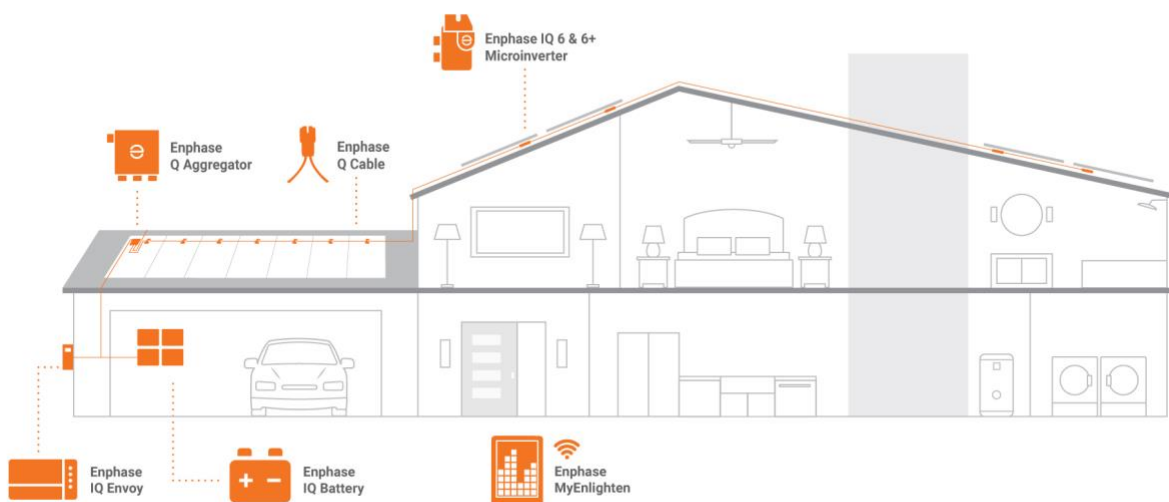 Enphase IQ 6 & 6+
Microinverter
Enphase
Q Aggregator
Enphase
Q Cable
Enphase
IQ Envoy
Enphase
IQ Battery
Enphase
MyEnlighten